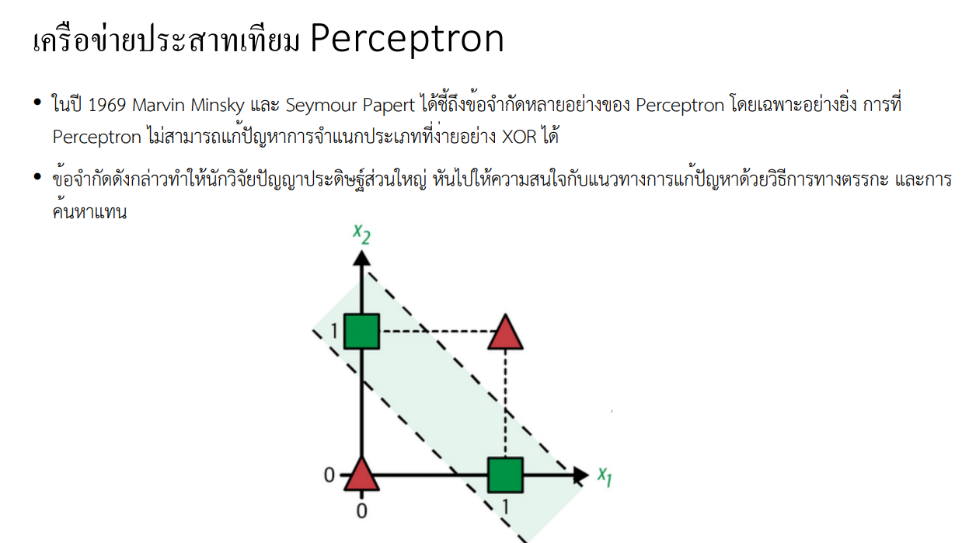 เครือข่ายประสาทเทียม Perceptron
• ในปี 1969 Marvin Minsky และ Seymour Papert ได้ชี้ถึงข้อจำกัดหลายอย่างของ Perceptron โดยเฉพาะอย่างยิ่ง การที่
Perceptron ไม่สามารถแก้ปัญหาการจำแนกประเภทที่ง่ายอย่าง XOR ได้
• ข้อจำกัดดังกล่าวทำให้นักวิจัยปัญญาประดิษฐ์ส่วนใหญ่ หันไปให้ความสนใจกับแนวทางการแก้ปัญหาด้วยวิธีการทางตรรกะ และการ
ค้นหาแทน
x2
1
0
x1
0
1